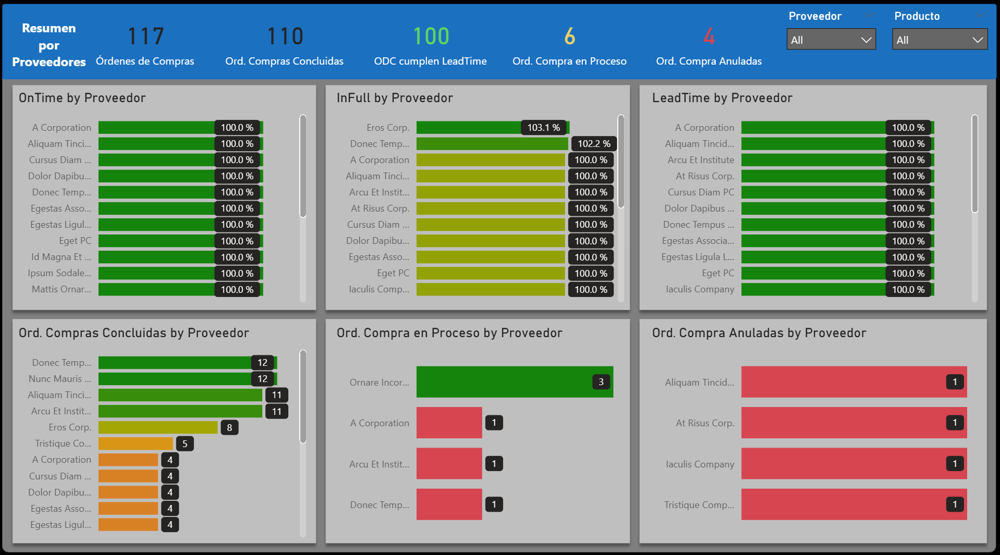 Resumen
por
Proveedores
117
Órdenes de Compras
110
Ord. Compras Concluidas
100
ODC cumplen LeadTime
6
Ord. Compra en Proceso
4
Ord. Compra Anuladas
Proveedor
All
Producto
All
OnTime by Proveedor
A Corporation 100.0 %
Aliquam Tinci... 100.0 %
Cursus Diam ... 100.0 %
Dolor Dapibu... 100.0 %
Donec Temp... 100.0 %
Egestas Asso... 100.0 %
Egestas Ligul... 100.0 %
Eget PC 100.0 %
Id Magna Et ... 100.0 %
Ipsum Sodale... 100.0 %
Mattis Ornar... 100.0 %
InFull by Proveedor
Eros Corp. 103.1 %
Donec Temp... 102.2 %
A Corporation 100.0 %
Aliquam Tinci... 100.0 %
Arcu Et Instit... 100.0 %
At Risus Corp. 100.0 %
Cursus Diam ... 100.0 %
Dolor Dapibu... 100.0 %
Egestas Asso... 100.0 %
Eget PC 100.0 %
Iaculis Comp... 100.0 %
LeadTime by Proveedor
A Corporation 100.0 %
Aliquam Tincid... 100.0 %
Arcu Et Institute 100.0 %
At Risus Corp. 100.0 %
Cursus Diam PC 100.0 %
Dolor Dapibus ... 100.0 %
Donec Tempus ... 100.0 %
Egestas Associa... 100.0 %
Egestas Ligula L... 100.0 %
Eget PC 100.0 %
Iaculis Company 100.0 %
Ord. Compras Concluidas by Proveedor
Donec Temp... 12
Nunc Mauris ... 12
Aliquam Tinci... 11
Arcu Et Instit... 11
Eros Corp. 8
Tristique Co... 5
A Corporation 4
Cursus Diam ... 4
Dolor Dapibu... 4
Egestas Asso... 4
Egestas Ligul... 4
Ord. Compra en Proceso by Proveedor
Ornare Incor... 3
A Corporation 1
Arcu Et Instit... 1
Donec Temp... 1
Ord. Compra Anuladas by Proveedor
Aliquam Tincid... 1
At Risus Corp. 1
Iaculis Company 1
Tristique Comp... 1